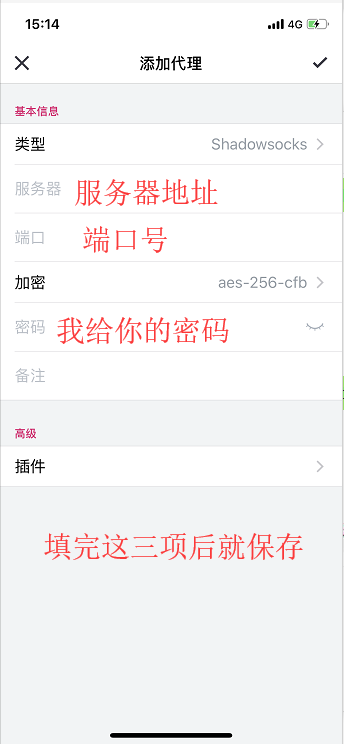 15:14 4G
添加代理
基本信息
类型 Shadowsocks
服务器 服务器地址
端口 端口号
加密 aes-256-cfb
密码 我给你的密码
备注
高级
插件
填完这三项后就保存